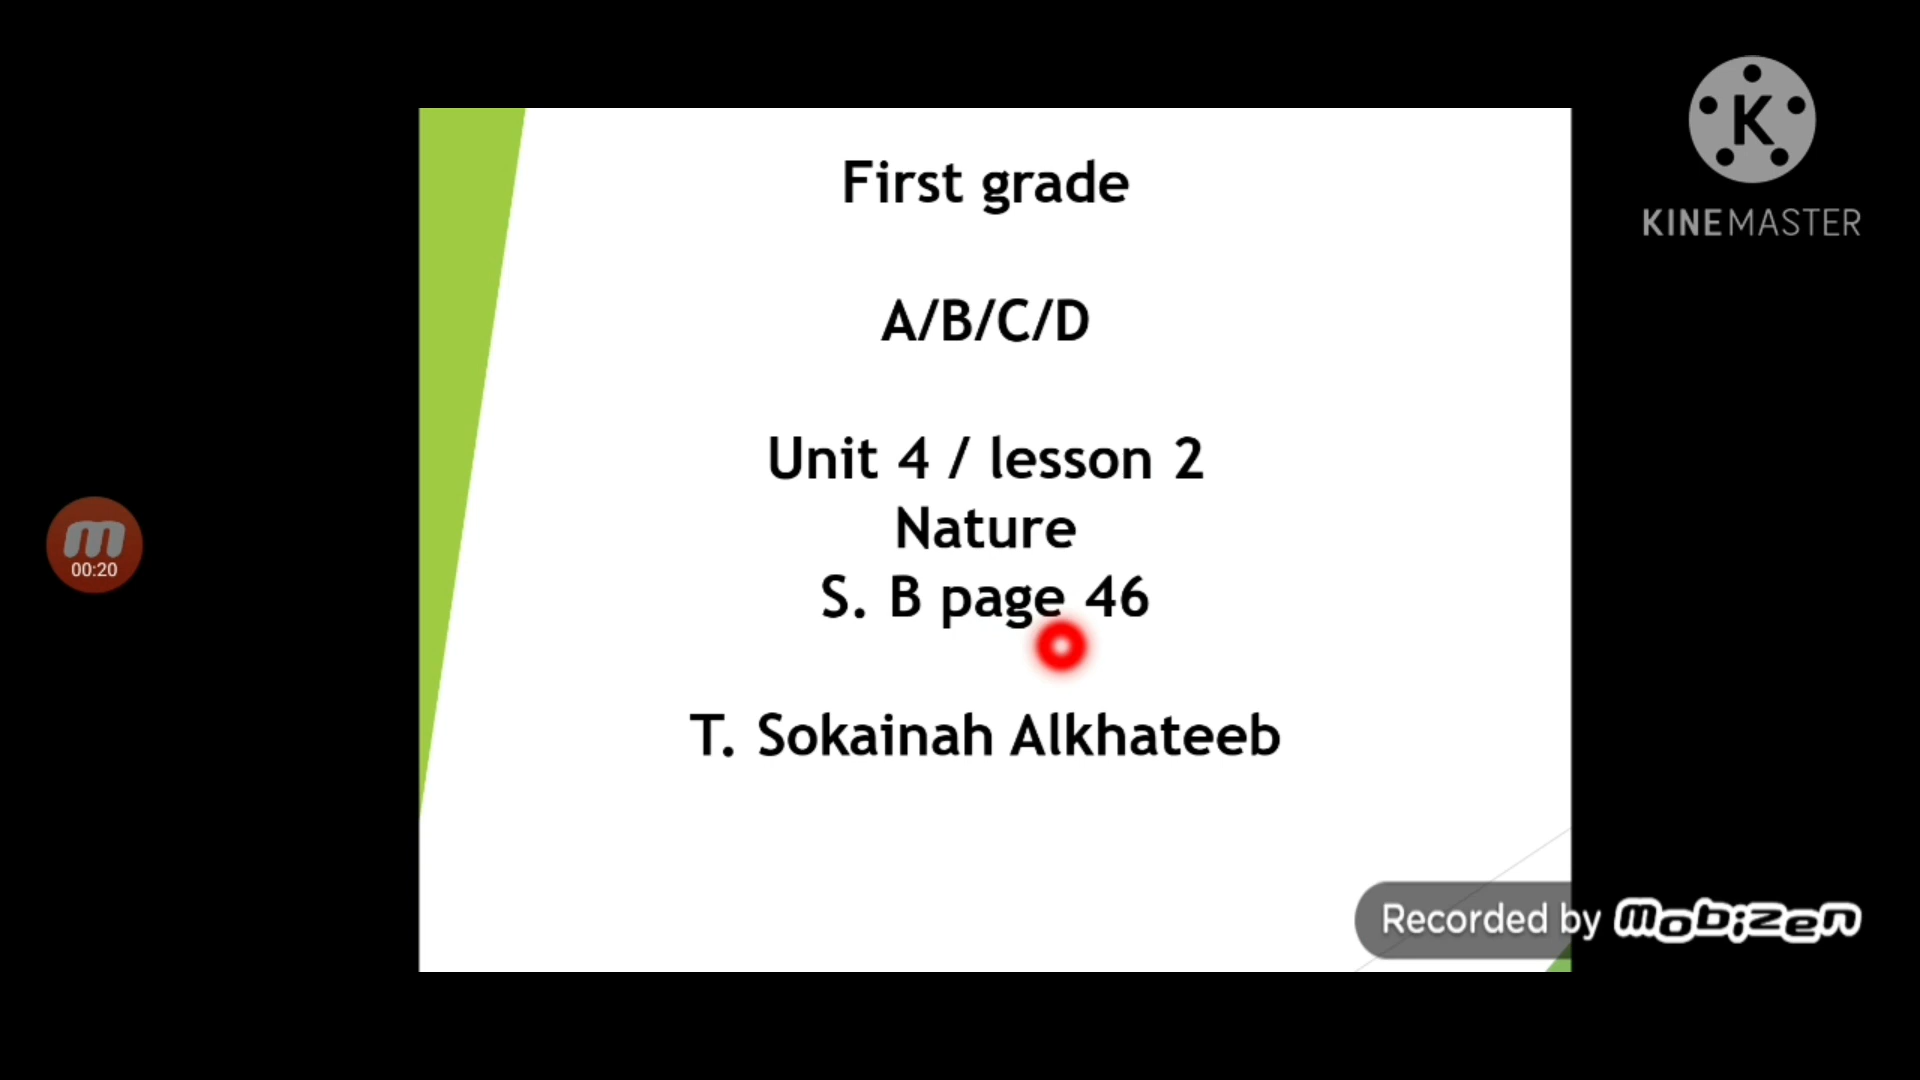 First grade
A/B/C/D
Unit 4 / lesson 2
Nature
S. B page 46
T. Sokainah Alkhateeb
K
KINEMASTER
m
00:20
Recorded by mobizen